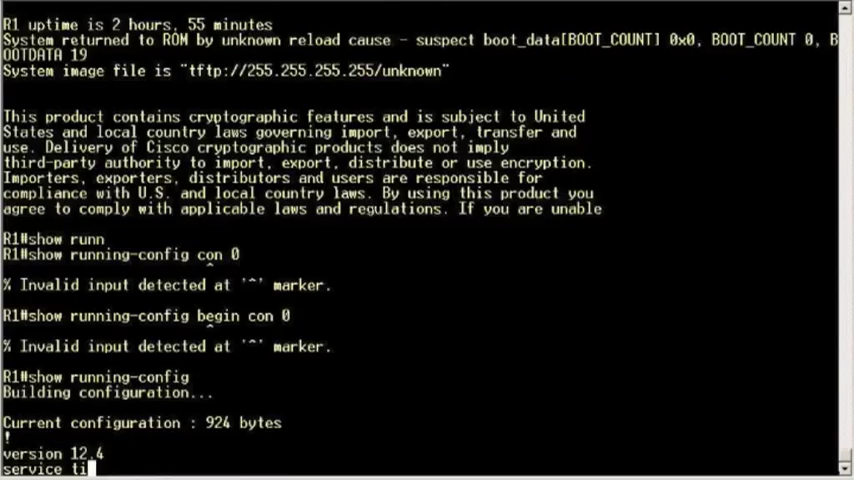 R1 uptime is 2 hours, 55 minutes
System returned to ROM by unknown reload cause - suspect boot_data[BOOT_COUNT] 0x0, BOOT_COUNT 0, B
OOTDATA 19
System image file is "tftp://255.255.255.255/unknown"
This product contains cryptographic features and is subject to United
States and local country laws governing import, export, transfer and
use. Delivery of Cisco cryptographic products does not imply
third-party authority to import, export, distribute or use encryption.
Importers, exporters, distributors and users are responsible for
compliance with U.S. and local country laws. By using this product you
agree to comply with applicable laws and regulations. If you are unable
R1#show runn
R1#show running-config con 0
^
% Invalid input detected at '^' marker.
R1#show running-config begin con 0
^
% Invalid input detected at '^' marker.
R1#show running-config
Building configuration...
Current configuration : 924 bytes
!
version 12.4
service ti